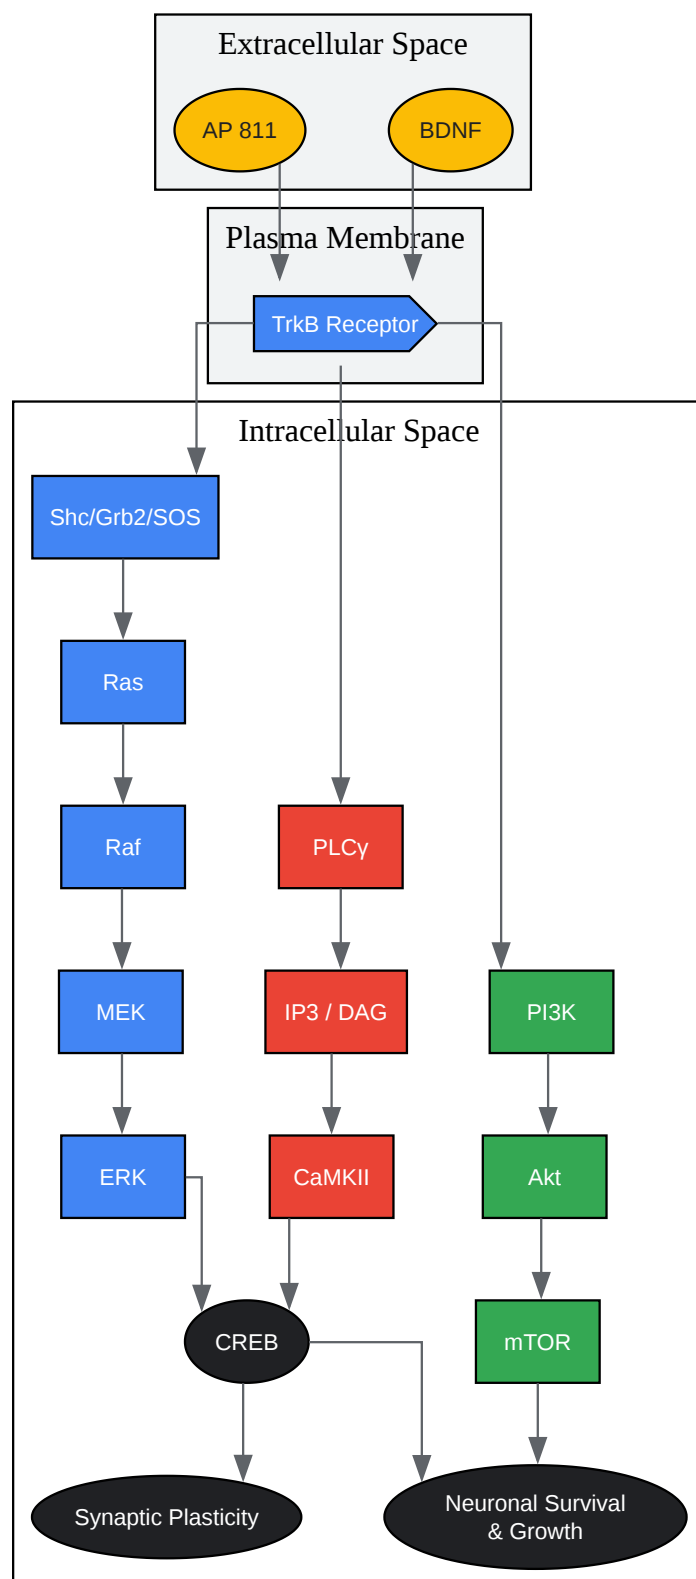 Extracellular Space
AP 811
BDNF
Plasma Membrane
TrkB Receptor
Intracellular Space
Shc/Grb2/SOS
Ras
Raf
PLCγ
MEK
IP3 / DAG
PI3K
ERK
CaMKII
Akt
CREB
mTOR
Synaptic Plasticity
Neuronal Survival
& Growth